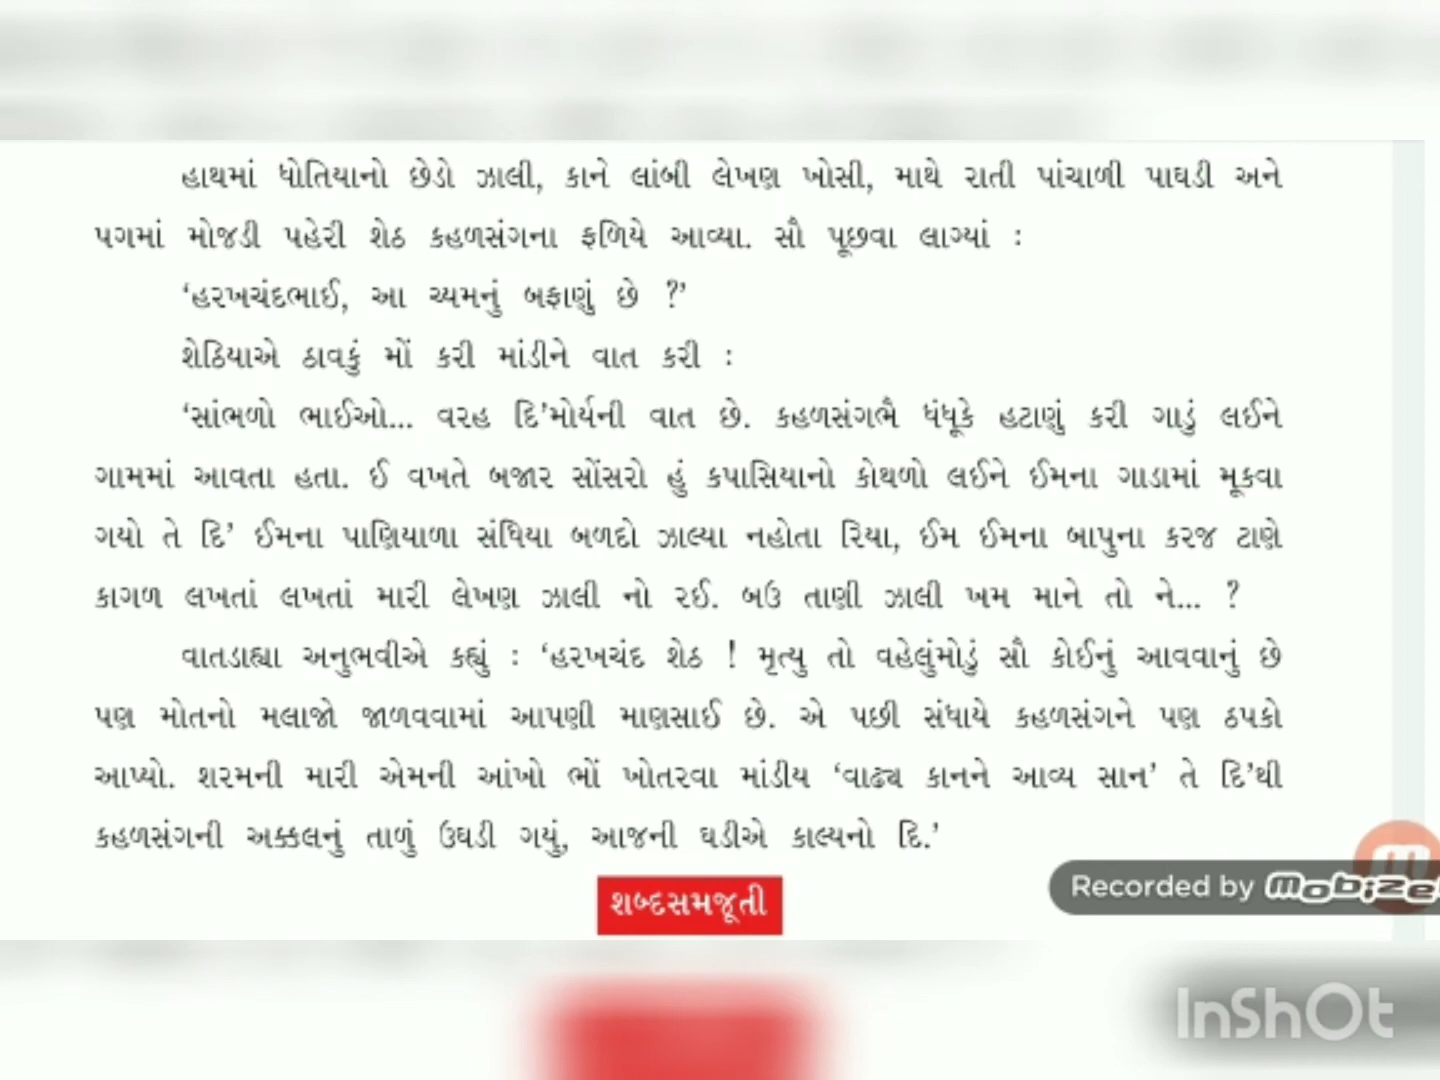 હાથમાં ધોતિયાનો છેડો ઝાલી, કાને લાંબી લેખણ ખોસી, માથે રાતી પાંચાળી પાઘડી અને
પગમાં મોજડી પહેરી શેઠ કહળસંગના ફળિયે આવ્યા. સૌ પૂછવા લાગ્યાં :
‘હરખચંદભાઈ, આ ચ્યમનું બફાણું છે ?’
શેઠિયાએ ઠાવકું મોં કરી માંડીને વાત કરી :
‘સાંભળો ભાઈઓ... વરહ દિ’મોર્યની વાત છે. કહળસંગભૈ ધંધૂકે હટાણું કરી ગાડું લઈને
ગામમાં આવતા હતા. ઈ વખતે બજાર સોંસરો હું કપાસિયાનો કોથળો લઈને ઈમના ગાડામાં મૂકવા
ગયો તે દિ’ ઈમના પાણિયાળા સંધિયા બળદો ઝાલ્યા નહોતા રિયા, ઈમ ઈમના બાપુના કરજ ટાણે
કાગળ લખતાં લખતાં મારી લેખણ ઝાલી નો રઈ. બઉ તાણી ઝાલી ખમ માને તો ને... ?
વાતડાહ્યા અનુભવીએ કહ્યું : ‘હરખચંદ શેઠ ! મૃત્યુ તો વહેલુંમોડું સૌ કોઈનું આવવાનું છે
પણ મોતનો મલાજો જાળવવામાં આપણી માણસાઈ છે. એ પછી સંધાયે કહળસંગને પણ ઠપકો
આપ્યો. શરમની મારી એમની આંખો ભોં ખોતરવા માંડીય ‘વાઢ્ય કાનને આવ્ય સાન’ તે દિ’થી
કહળસંગની અક્કલનું તાળું ઉઘડી ગયું, આજની ઘડીએ કાલ્યનો દિ.’
શબ્દસમજૂતી
Recorded by
InShOt